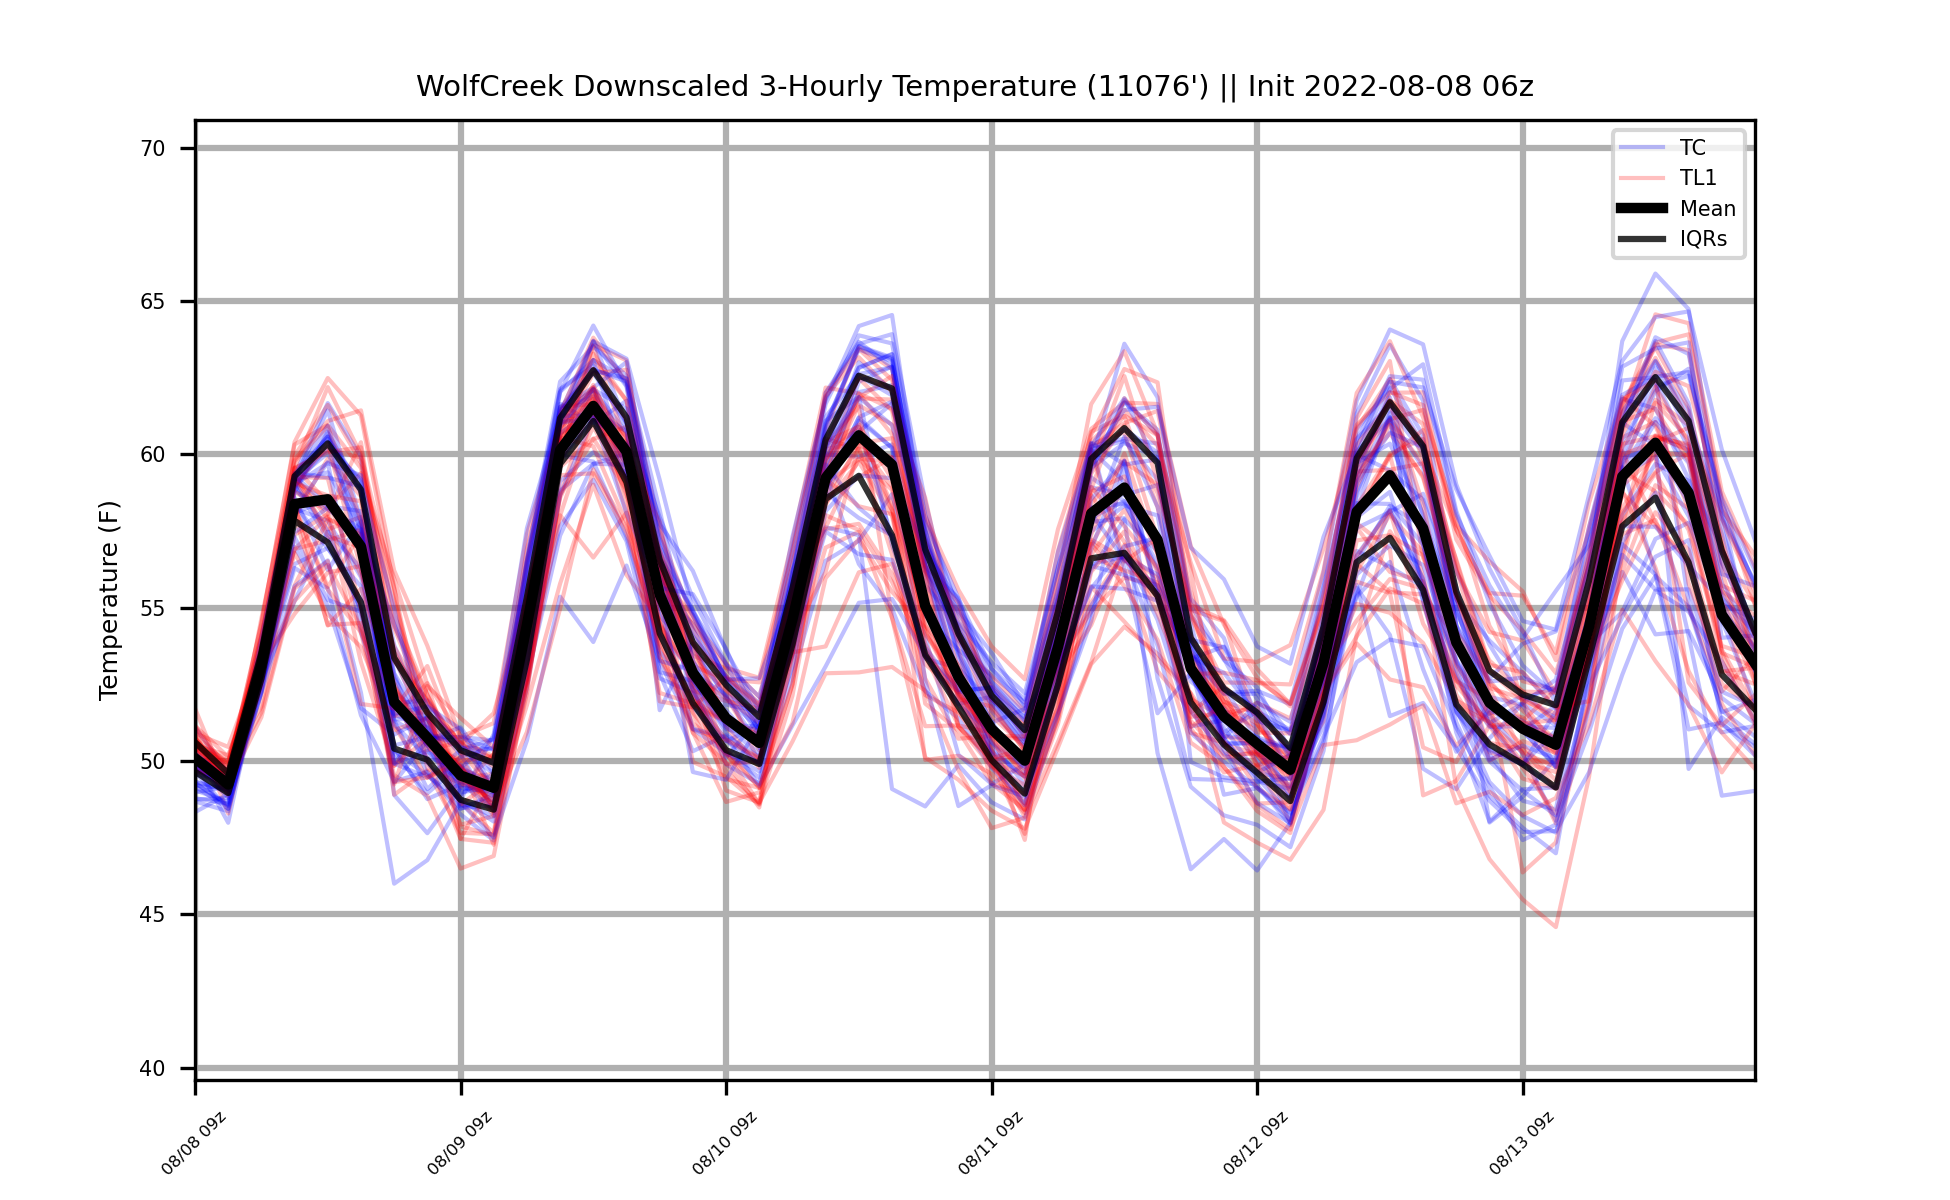 WolfCreek Downscaled 3-Hourly Temperature (11076') || Init 2022-08-08 06z
Temperature (F)
70
65
60
55
50
45
40
TC
TL1
Mean
IQRs
08/08 09z
08/09 09z
08/10 09z
08/11 09z
08/12 09z
08/13 09z